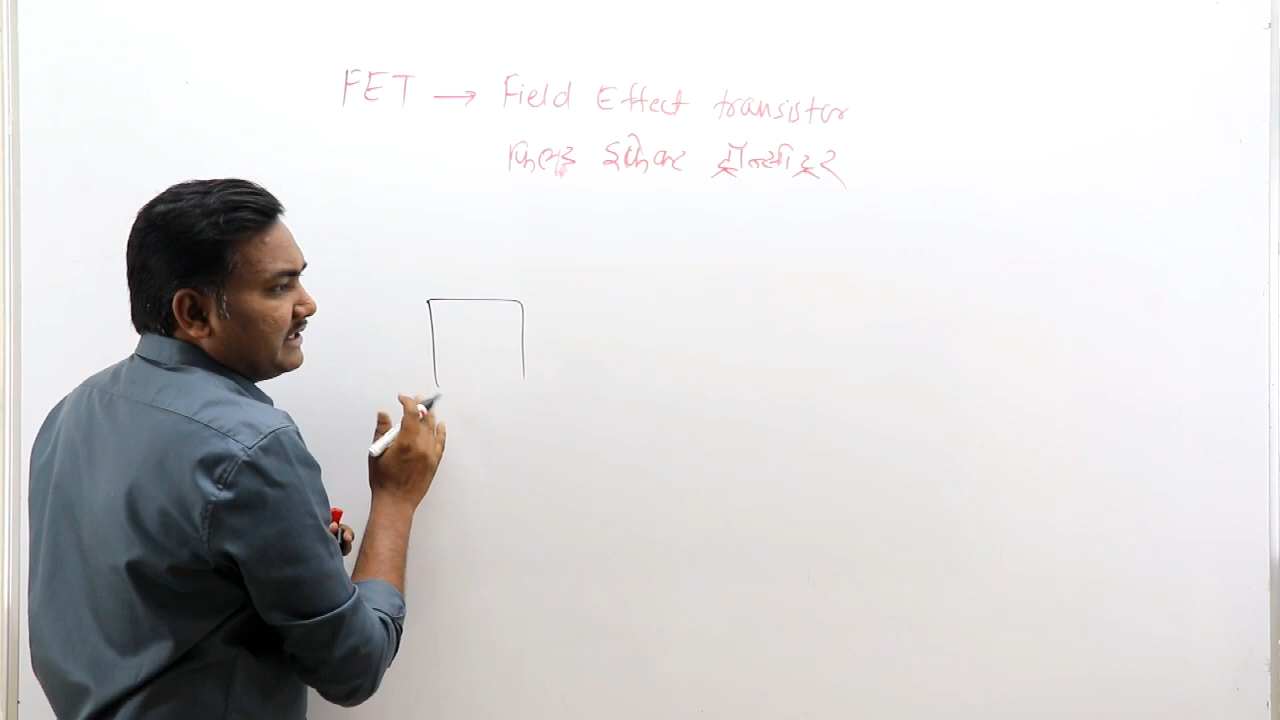 FET → Field Effect transistor
फिल्ड इफेक्ट ट्रॉन्सीटर